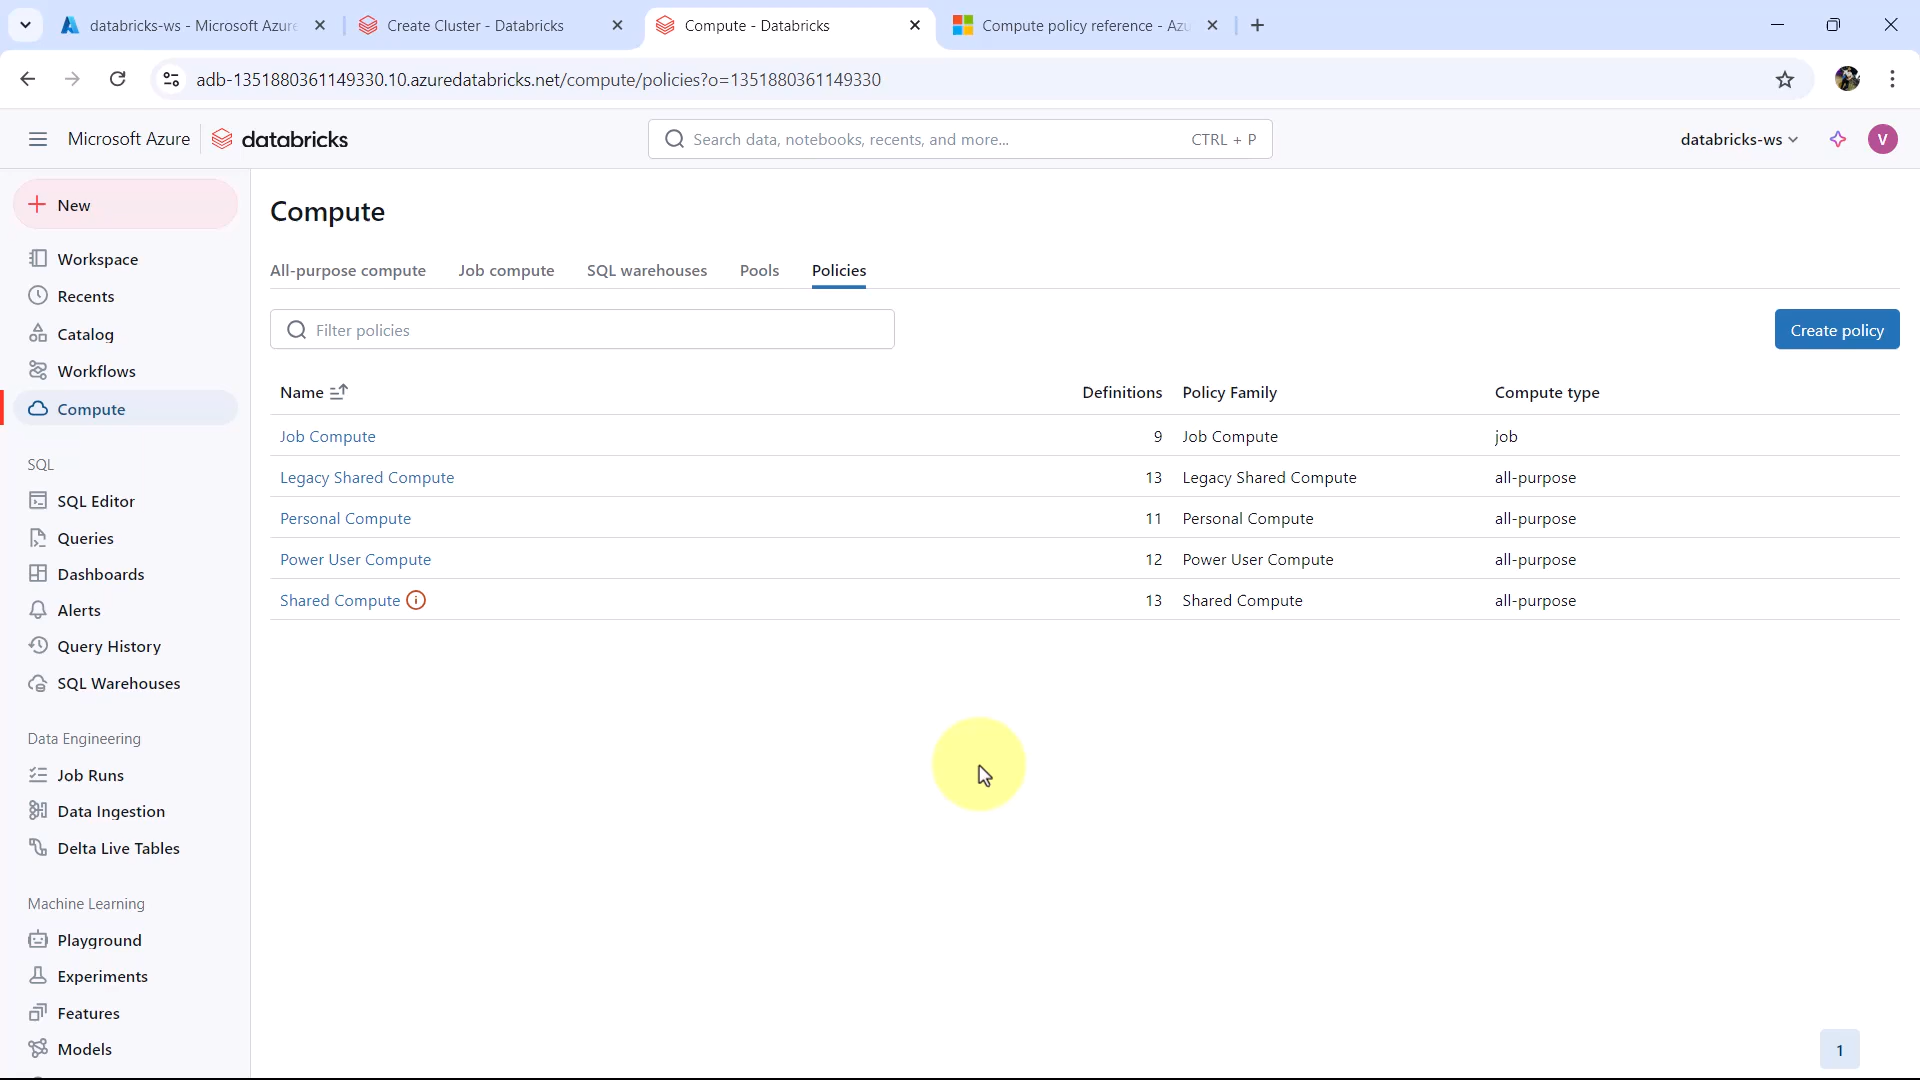 databricks-ws - Microsoft Azure
Create Cluster - Databricks
Compute - Databricks
Compute policy reference - Azu
adb-1351880361149330.10.azuredatabricks.net/compute/policies?o=1351880361149330
Microsoft Azure
databricks
Search data, notebooks, recents, and more...
CTRL + P
databricks-ws
V
New
Workspace
Recents
Catalog
Workflows
Compute
SQL
SQL Editor
Queries
Dashboards
Alerts
Query History
SQL Warehouses
Data Engineering
Job Runs
Data Ingestion
Delta Live Tables
Machine Learning
Playground
Experiments
Features
Models
Compute
All-purpose compute
Job compute
SQL warehouses
Pools
Policies
Filter policies
Create policy
Name Definitions Policy Family Compute type
Job Compute 9 Job Compute job
Legacy Shared Compute 13 Legacy Shared Compute all-purpose
Personal Compute 11 Personal Compute all-purpose
Power User Compute 12 Power User Compute all-purpose
Shared Compute 13 Shared Compute all-purpose
1